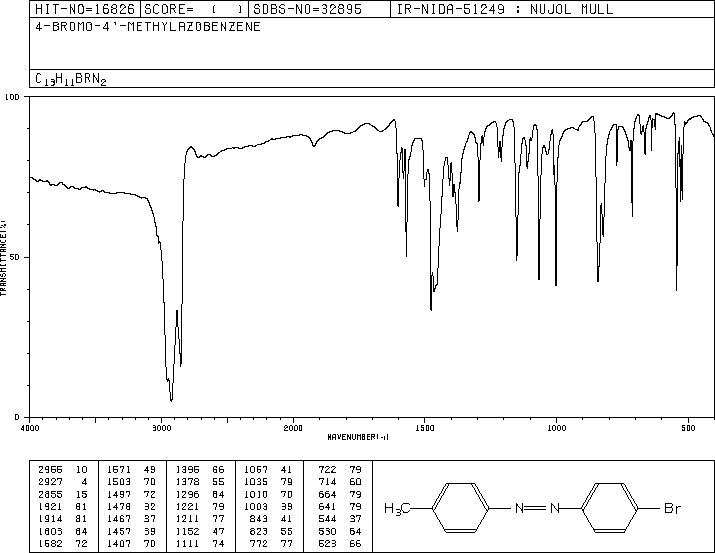 HIT-NO=16826 SCORE= ( ) SDBS-NO=32895 IR-NIDA-51249 : NUJOL MULL
4-BROMO-4'-METHYLAZOBENZENE
C13H11BRN2
100
50
0
TRANSMITTANCE(%)
4000 3000 2000 1500 1000 500
WAVENUMBER(-1)
2956 10 1571 49 1396 66 1067 41 722 79
2927 4 1503 70 1378 55 1035 79 714 60
2855 15 1497 72 1296 64 1010 70 664 79
1921 81 1478 32 1221 79 1003 39 641 79
1914 81 1467 37 1211 77 843 41 544 37
1603 64 1457 39 1152 47 823 55 530 64
1582 72 1407 70 1111 74 772 77 523 66
H3C N N Br